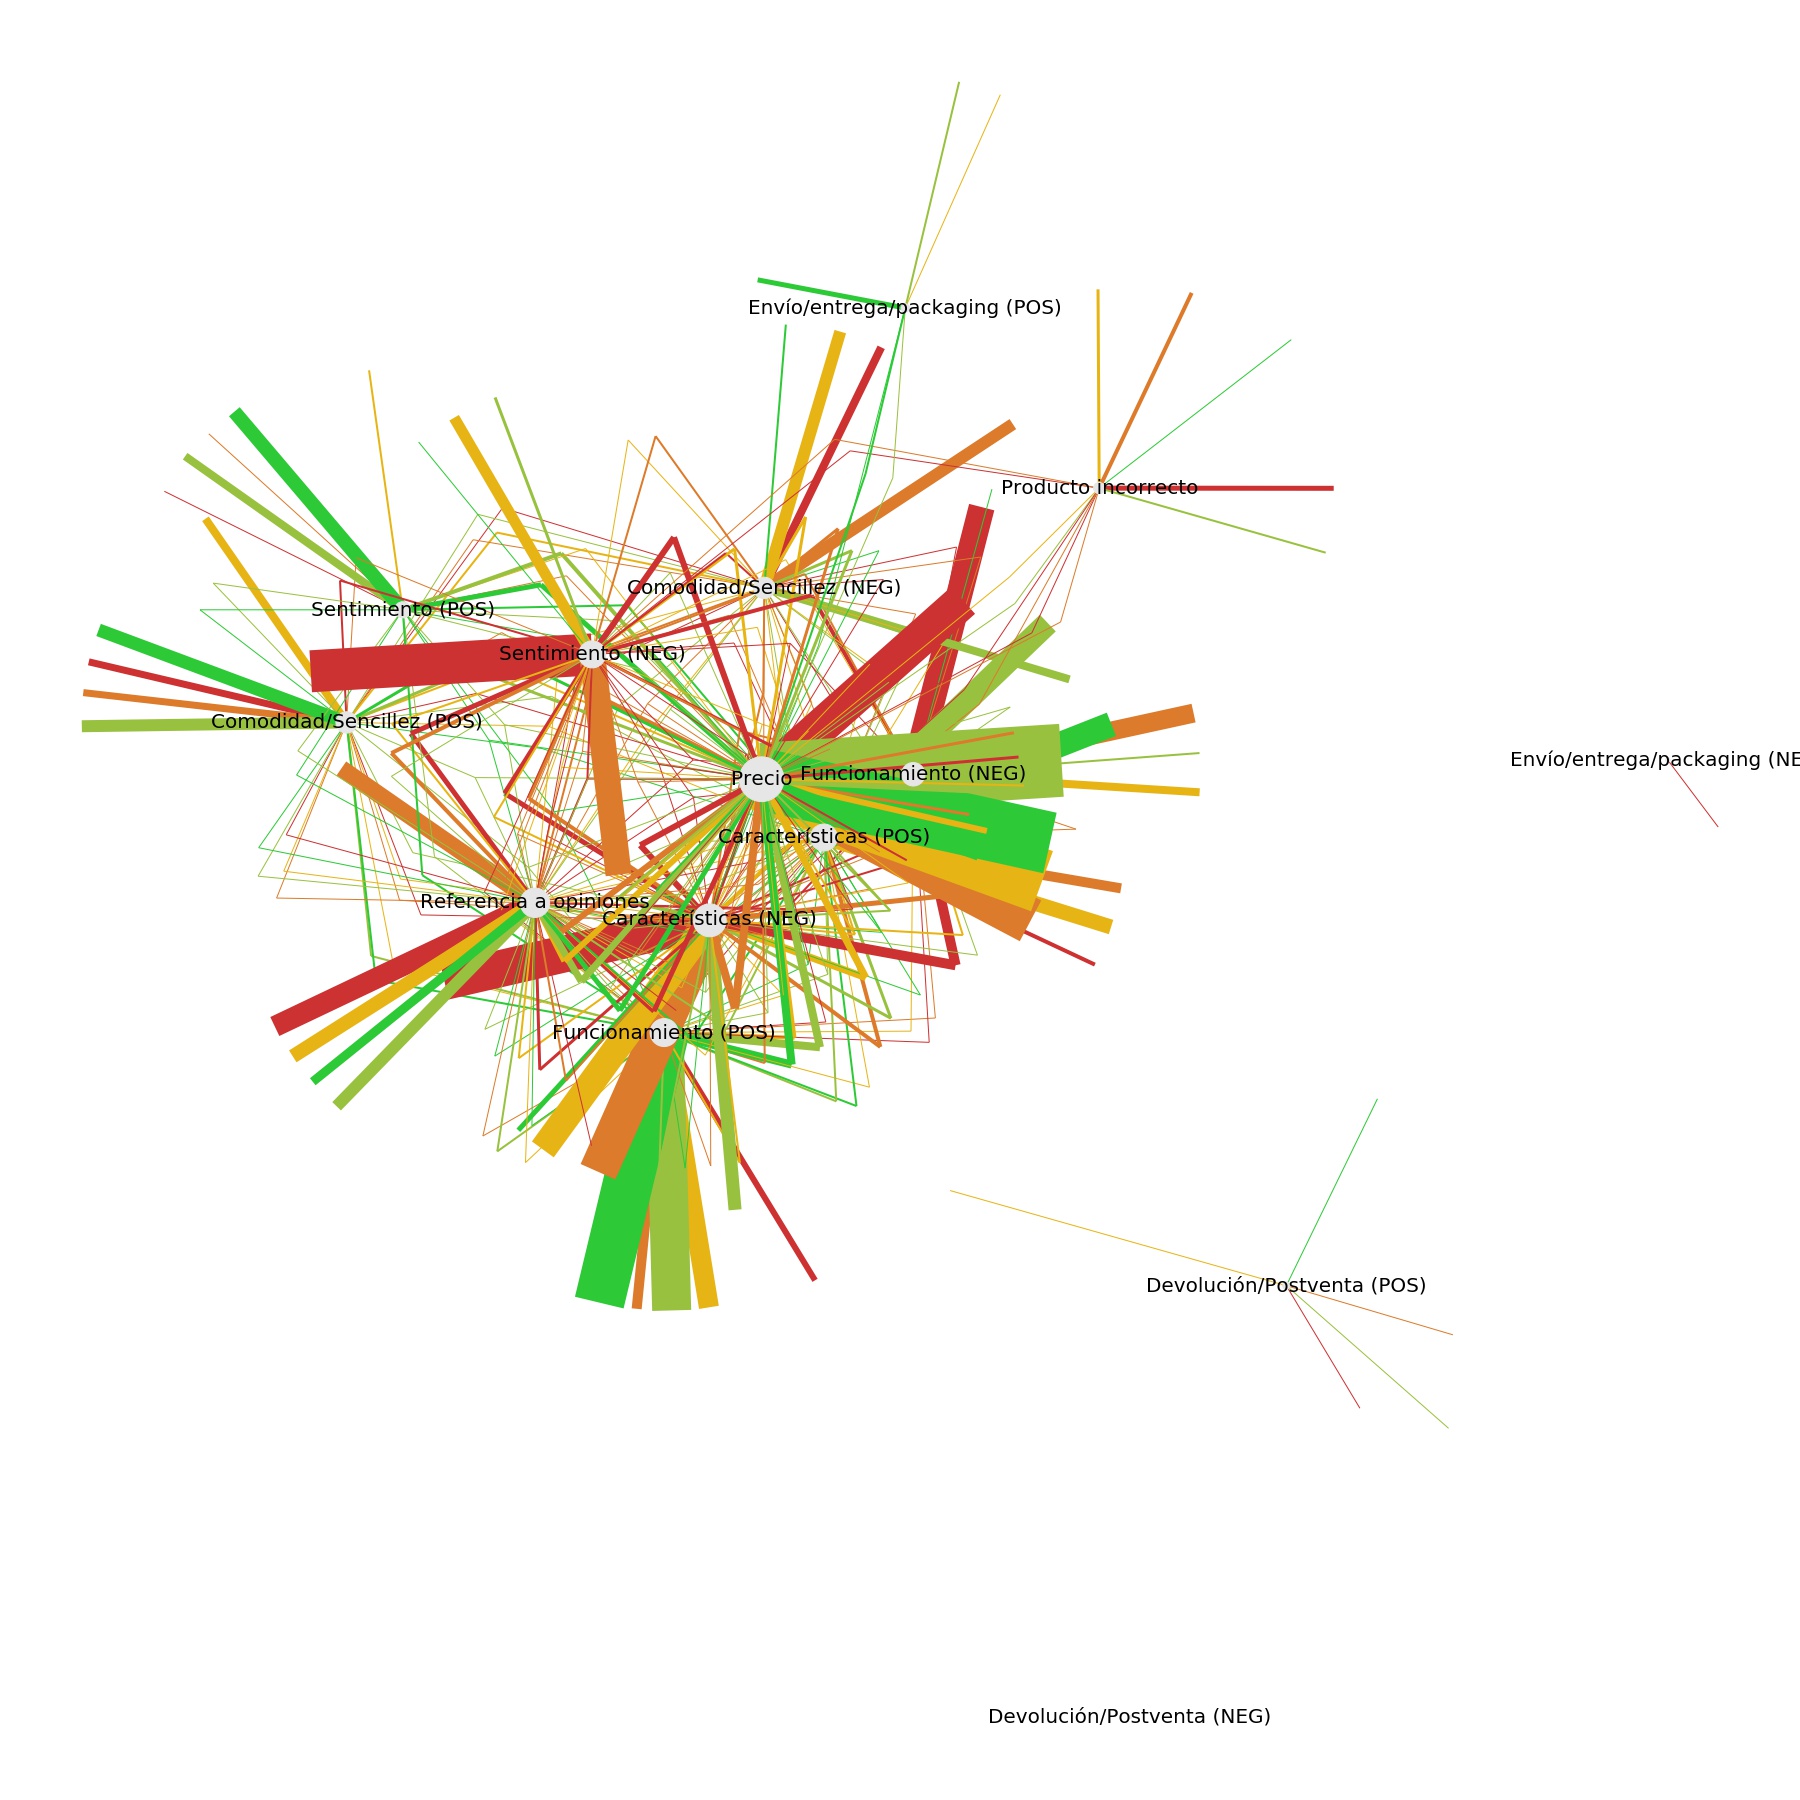 Envío/entrega/packaging (POS)
Producto incorrecto
Comodidad/Sencillez (NEG)
Sentimiento (POS)
Sentimiento (NEG)
Comodidad/Sencillez (POS)
Envío/entrega/packaging (NE
Precio
Funcionamiento (NEG)
Características (POS)
Referencia a opiniones
Características (NEG)
Funcionamiento (POS)
Devolución/Postventa (POS)
Devolución/Postventa (NEG)